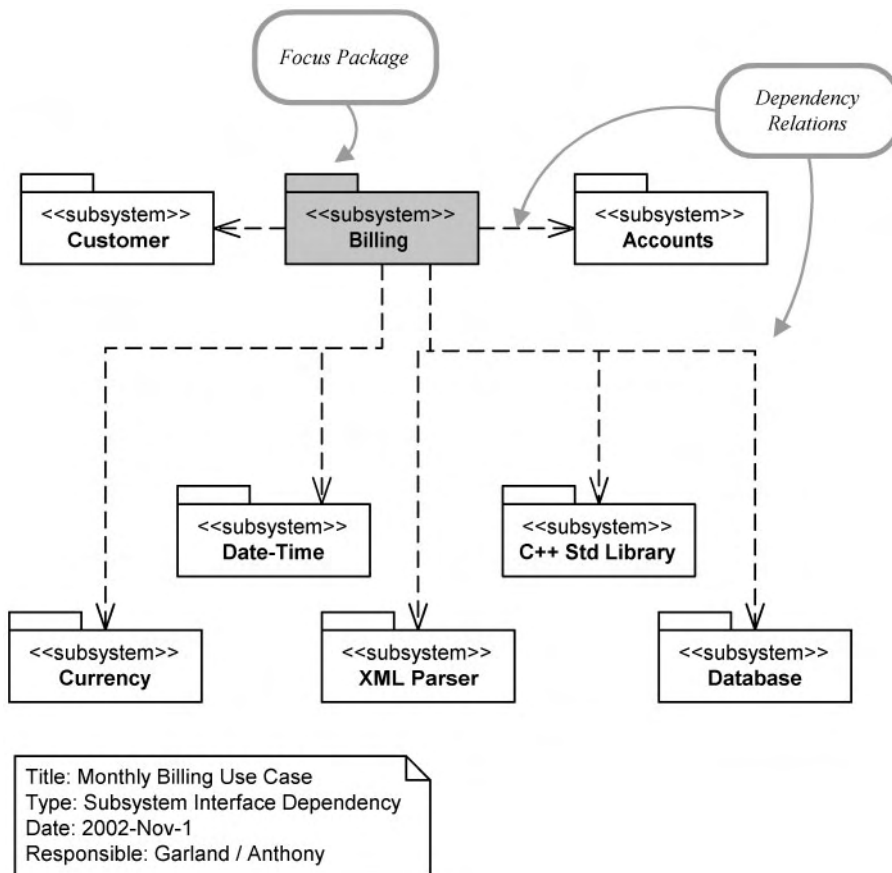 Focus Package
Dependency
Relations
<<subsystem>>
Customer
<<subsystem>>
Billing
<<subsystem>>
Accounts
<<subsystem>>
Date-Time
<<subsystem>>
C++ Std Library
<<subsystem>>
Currency
<<subsystem>>
XML Parser
<<subsystem>>
Database
Title: Monthly Billing Use Case
Type: Subsystem Interface Dependency
Date: 2002-Nov-1
Responsible: Garland / Anthony